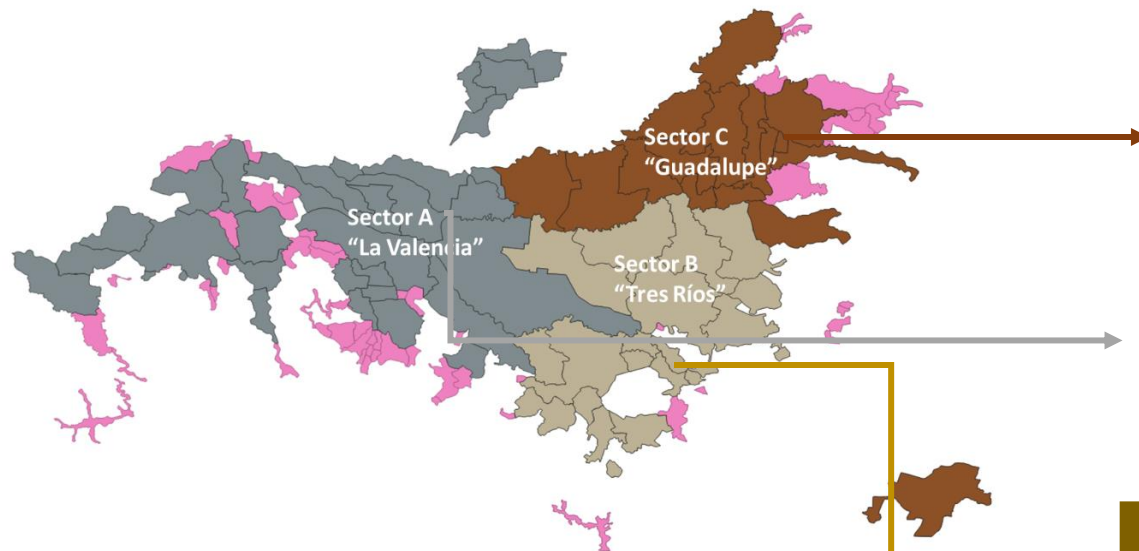 Sector C
“Guadalupe”
Sector A
“La Valencia”
Sector B
“Tres Ríos”